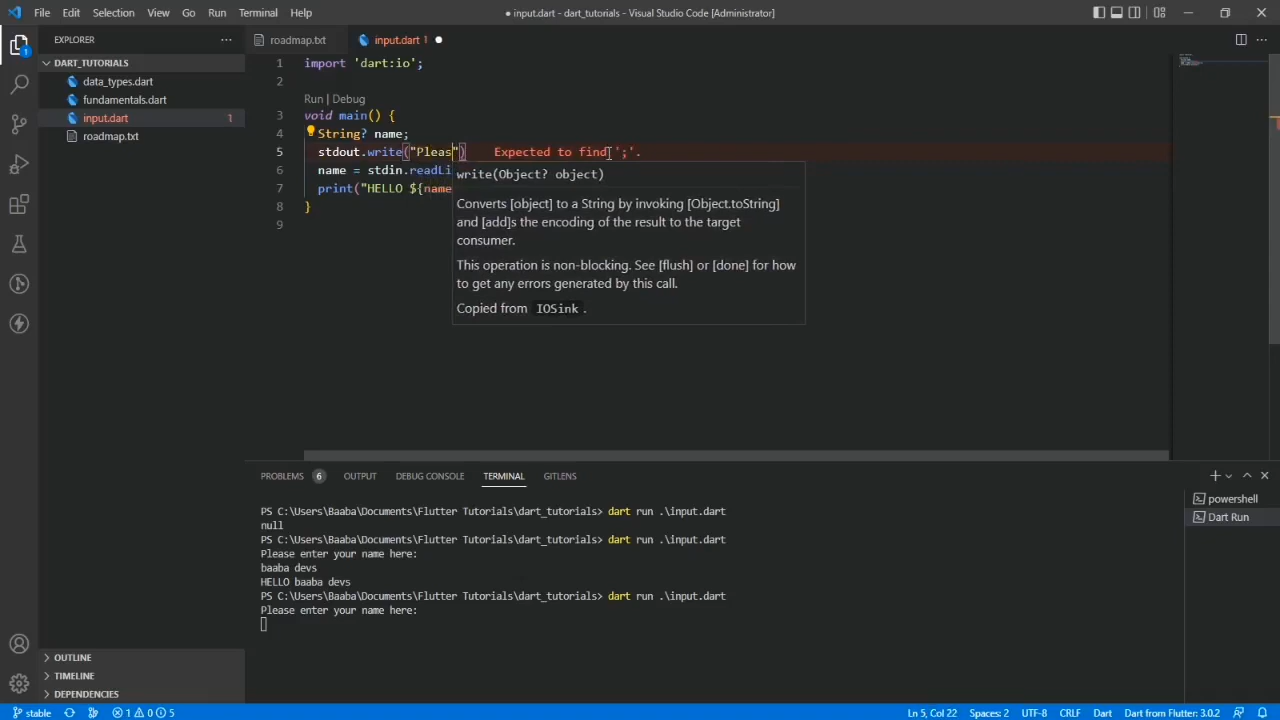 File Edit Selection View Go Run Terminal Help
● input.dart - dart_tutorials - Visual Studio Code [Administrator]
EXPLORER
roadmap.txt
input.dart 1 ●
DART_TUTORIALS
data_types.dart
fundamentals.dart
input.dart 1
roadmap.txt
1 import 'dart:io';
2
Run | Debug
3 void main() {
4 String? name;
5 stdout.write("Pleas") Expected to find ';'.
6 name = stdin.readLi
7 print("HELLO ${name
8 }
9
write(Object? object)
Converts [object] to a String by invoking [Object.toString]
and [add]s the encoding of the result to the target
consumer.
This operation is non-blocking. See [flush] or [done] for how
to get any errors generated by this call.
Copied from IOSink .
PROBLEMS 6 OUTPUT DEBUG CONSOLE TERMINAL GITLENS
PS C:\Users\Baaba\Documents\Flutter Tutorials\dart_tutorials> dart run .\input.dart
null
PS C:\Users\Baaba\Documents\Flutter Tutorials\dart_tutorials> dart run .\input.dart
Please enter your name here:
baaba devs
HELLO baaba devs
PS C:\Users\Baaba\Documents\Flutter Tutorials\dart_tutorials> dart run .\input.dart
Please enter your name here:
powershell
Dart Run
1
OUTLINE
TIMELINE
DEPENDENCIES
stable 1 0 5 Ln 5, Col 22 Spaces: 2 UTF-8 CRLF Dart Dart from Flutter: 3.0.2